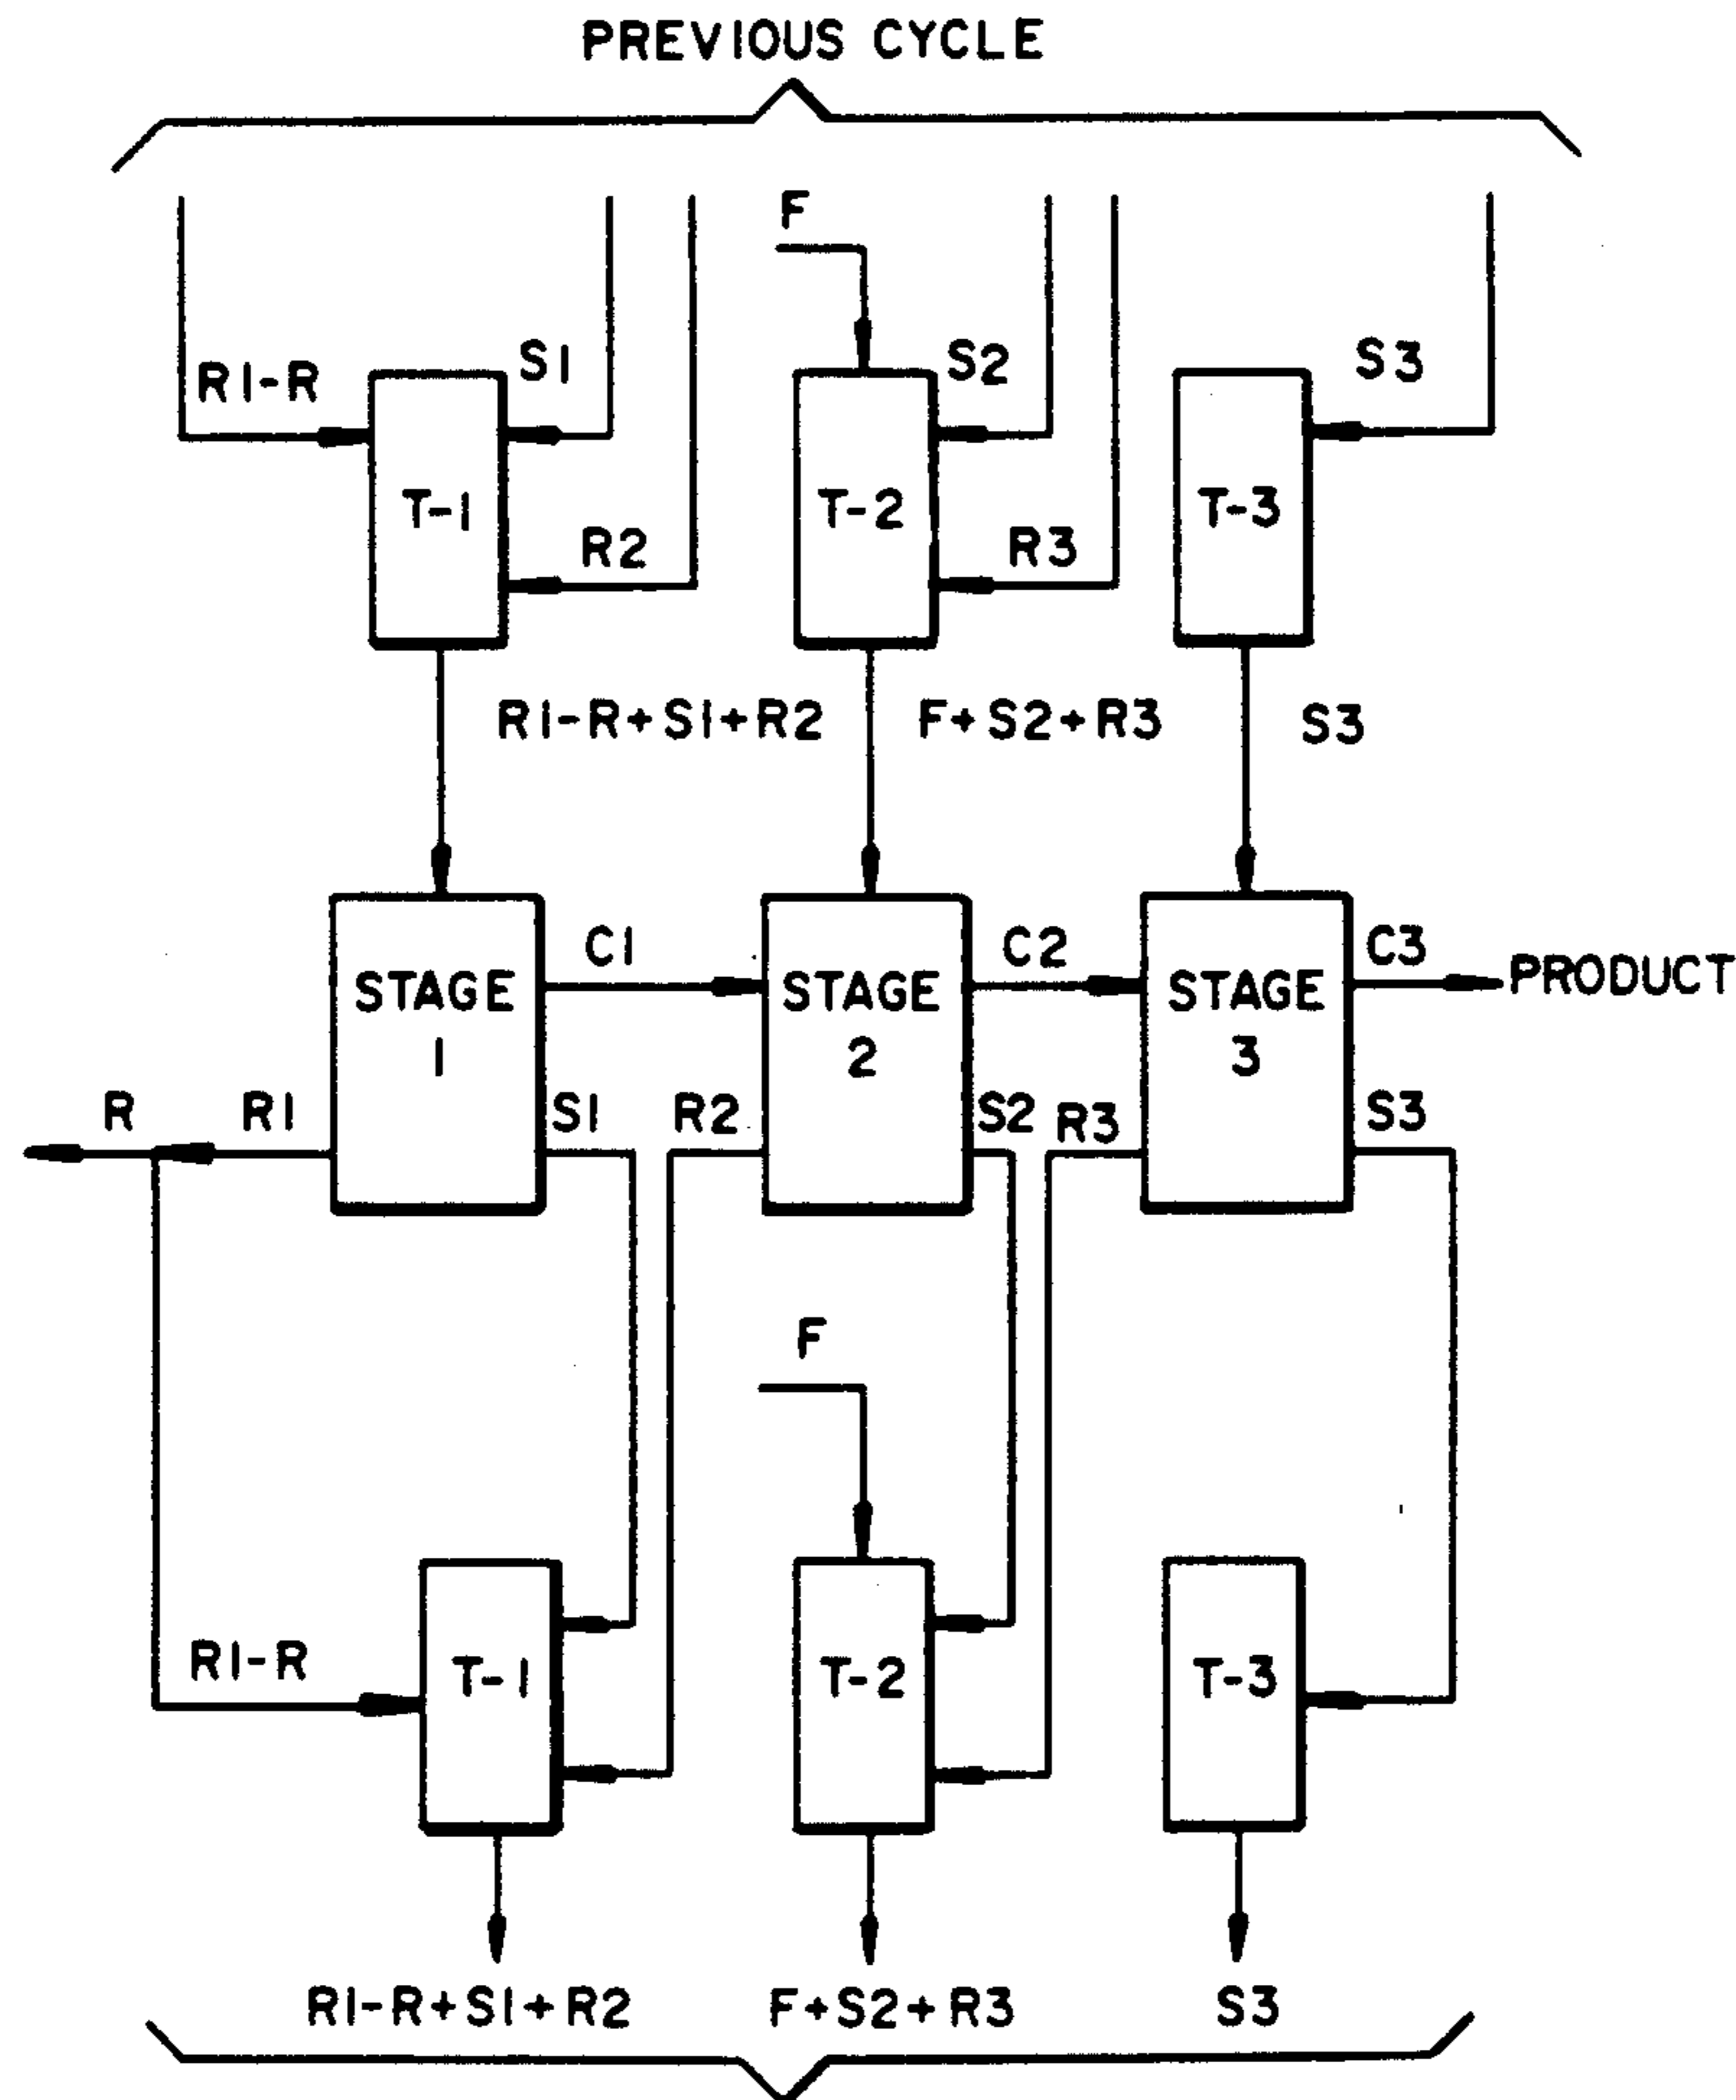 PREVIOUS CYCLE
F
R1-R
S1
S2
S3
T-1
T-2
T-3
R2
R3
R1-R+S1+R2
F+S2+R3
S3
C1
C2
C3
STAGE
1
STAGE
2
STAGE
3
PRODUCT
R
R1
S1
R2
S2
R3
S3
F
R1-R
T-1
T-2
T-3
R1-R+S1+R2
F+S2+R3
S3